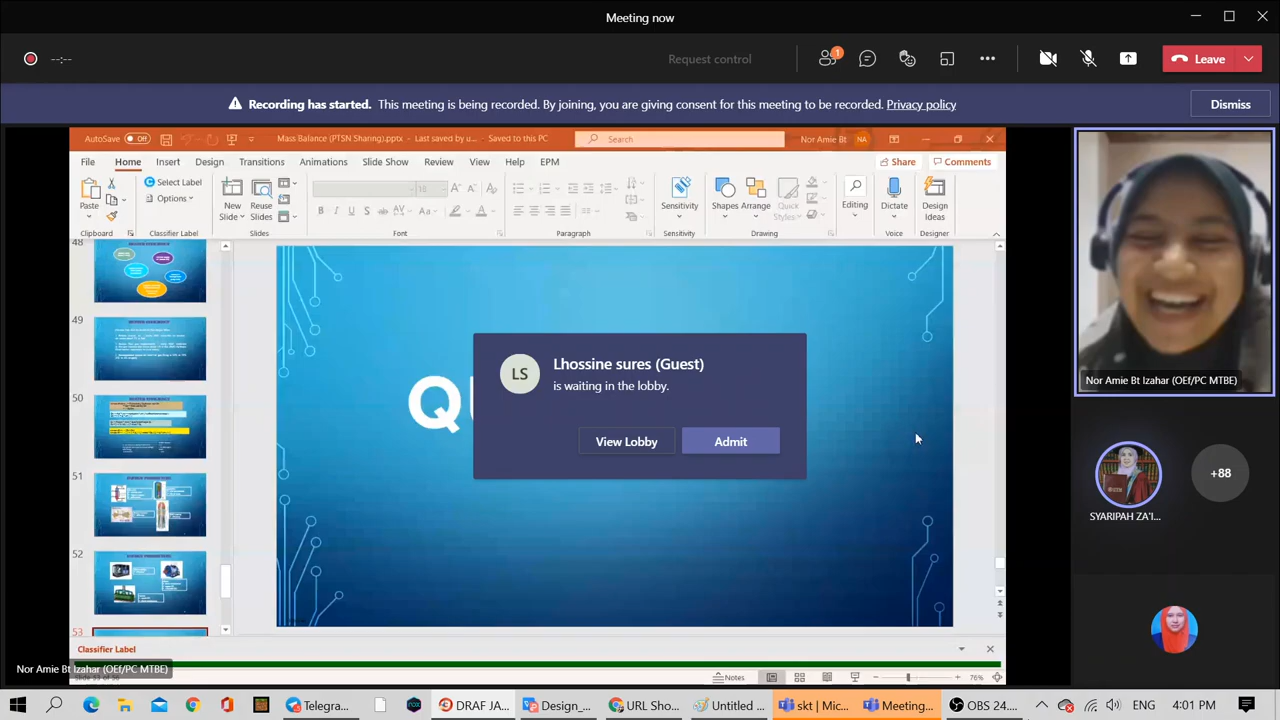 Meeting now
--:--
1
Request control
Leave
Recording has started. This meeting is being recorded. By joining, you are giving consent for this meeting to be recorded. Privacy policy
Dismiss
AutoSave
Off
Mass Balance (PTSN Sharing).pptx - Last saved by u... - Saved to this PC
Search
Nor Amie Bt
NA
File
Home
Insert
Design
Transitions
Animations
Slide Show
Review
View
Help
EPM
Share
Comments
Paste
Select Label
Options
New
Slide
Reuse
Slides
Sensitivity
Shapes
Arrange
Quick
Styles
Editing
Dictate
Design
Ideas
Clipboard
Classifier Label
Slides
Font
Paragraph
Sensitivity
Drawing
Voice
Designer
48
49
50
51
52
53
Q
LS
Lhossine sures (Guest)
is waiting in the lobby.
View Lobby
Admit
Nor Amie Bt Izahar (OEf/PC MTBE)
SYARIPAH ZA'I...
+88
Classifier Label
Nor Amie Bt Izahar (OEf/PC MTBE)
Notes
76%
Telegra...
DRAF JA...
Design_...
URL Sho...
Untitled ...
skt | Mic...
Meeting...
OBS 24....
ENG
4:01 PM